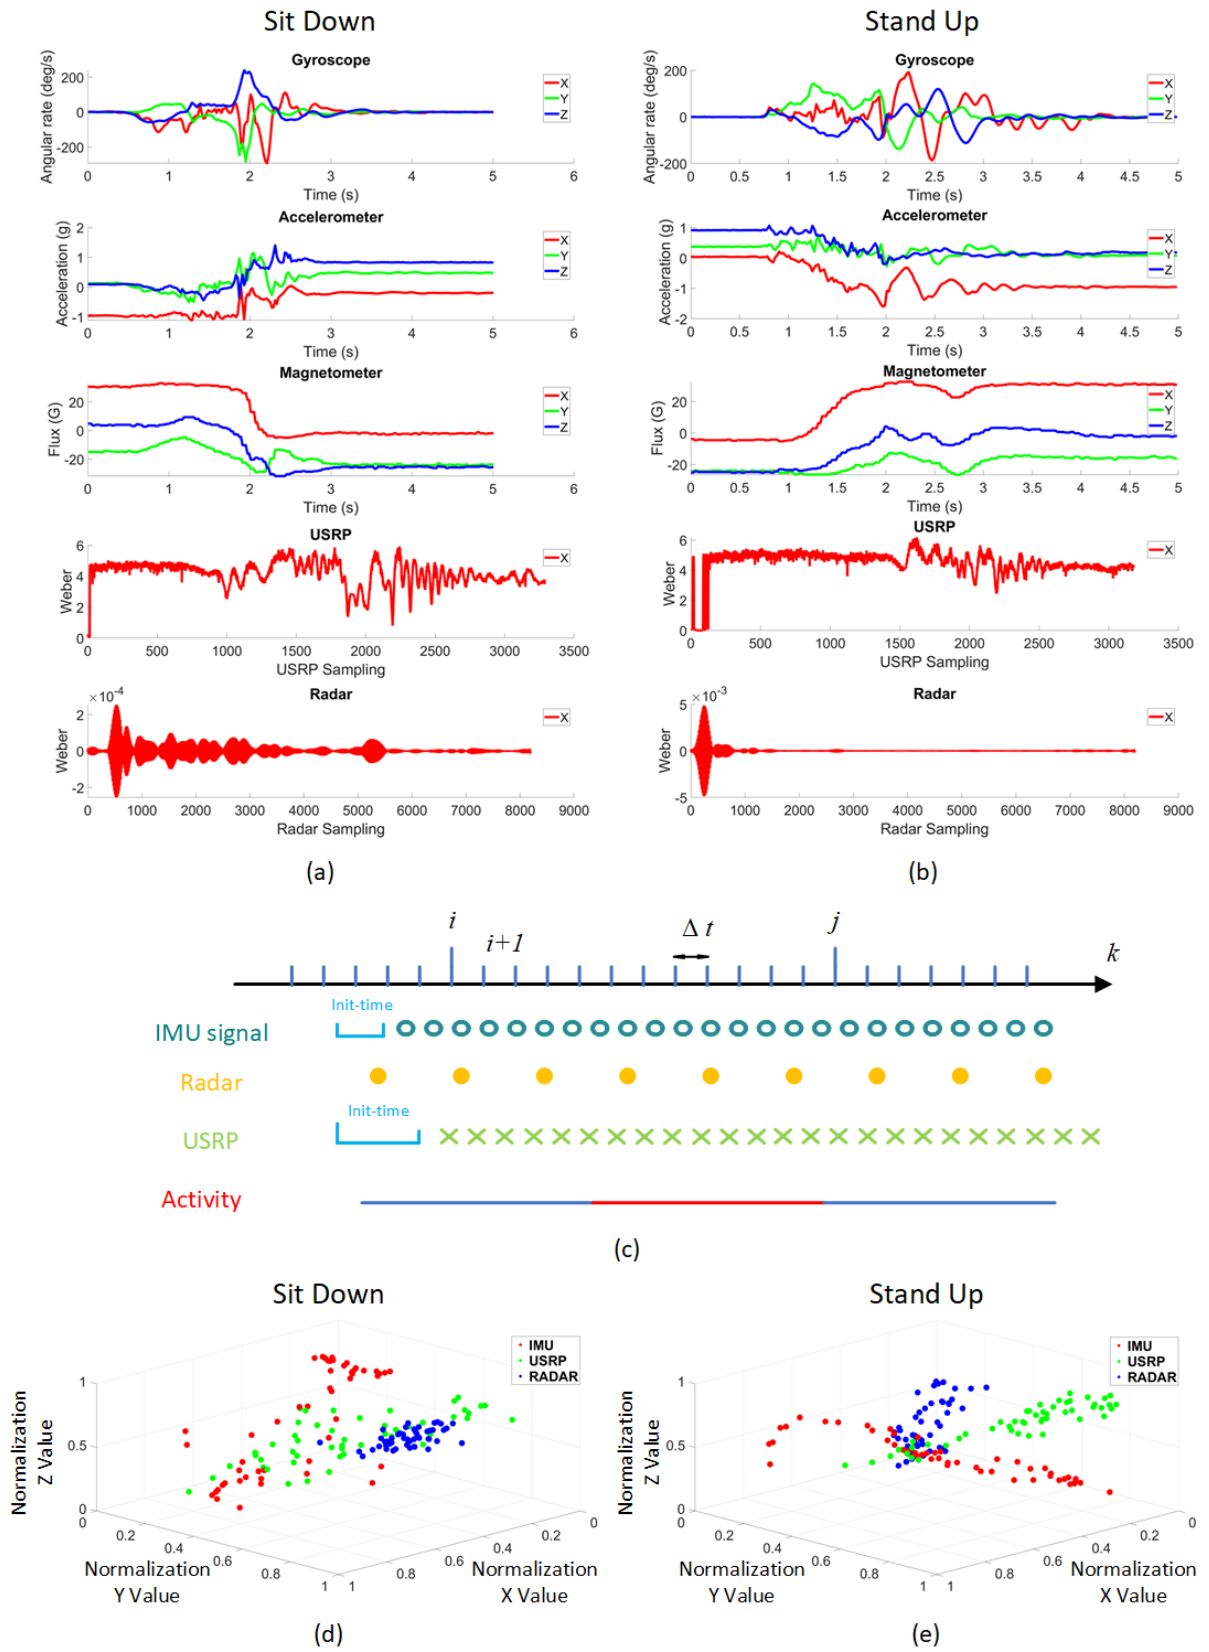 Sit Down
Stand Up
Gyroscope
Angular rate (deg/s)
200
0
-200
X
Y
Z
0 1 2 3 4 5 6
Time (s)
Gyroscope
Angular rate (deg/s)
200
0
-200
X
Y
Z
0 0.5 1 1.5 2 2.5 3 3.5 4 4.5 5
Time (s)
Accelerometer
Acceleration (g)
2
1
0
-1
X
Y
Z
0 1 2 3 4 5 6
Time (s)
Accelerometer
Acceleration (g)
1
0
-1
-2
X
Y
Z
0 0.5 1 1.5 2 2.5 3 3.5 4 4.5 5
Time (s)
Magnetometer
Flux (G)
20
0
-20
X
Y
Z
0 1 2 3 4 5 6
Time (s)
Magnetometer
Flux (G)
20
0
-20
X
Y
Z
0 0.5 1 1.5 2 2.5 3 3.5 4 4.5 5
Time (s)
USRP
Weber
6
4
2
0
X
0 500 1000 1500 2000 2500 3000 3500
USRP Sampling
USRP
Weber
6
4
2
0
X
0 500 1000 1500 2000 2500 3000 3500
USRP Sampling
×10-4
Radar
Weber
2
0
-2
X
0 1000 2000 3000 4000 5000 6000 7000 8000 9000
Radar Sampling
×10-3
Radar
Weber
5
0
-5
X
0 1000 2000 3000 4000 5000 6000 7000 8000 9000
Radar Sampling
(a)
(b)
i
i+1
Δ t
j
k
Init-time
IMU signal
Radar
Init-time
USRP
Activity
(c)
Sit Down
Stand Up
IMU
USRP
RADAR
Normalization
Z Value
1
0.5
0
0 0.2 0.4 0.6 0.8 1
Normalization
Y Value
1 0.8 0.6 0.4 0.2 0
Normalization
X Value
IMU
USRP
RADAR
Normalization
Z Value
1
0.5
0
0 0.2 0.4 0.6 0.8 1
Normalization
Y Value
1 0.8 0.6 0.4 0.2 0
Normalization
X Value
(d)
(e)